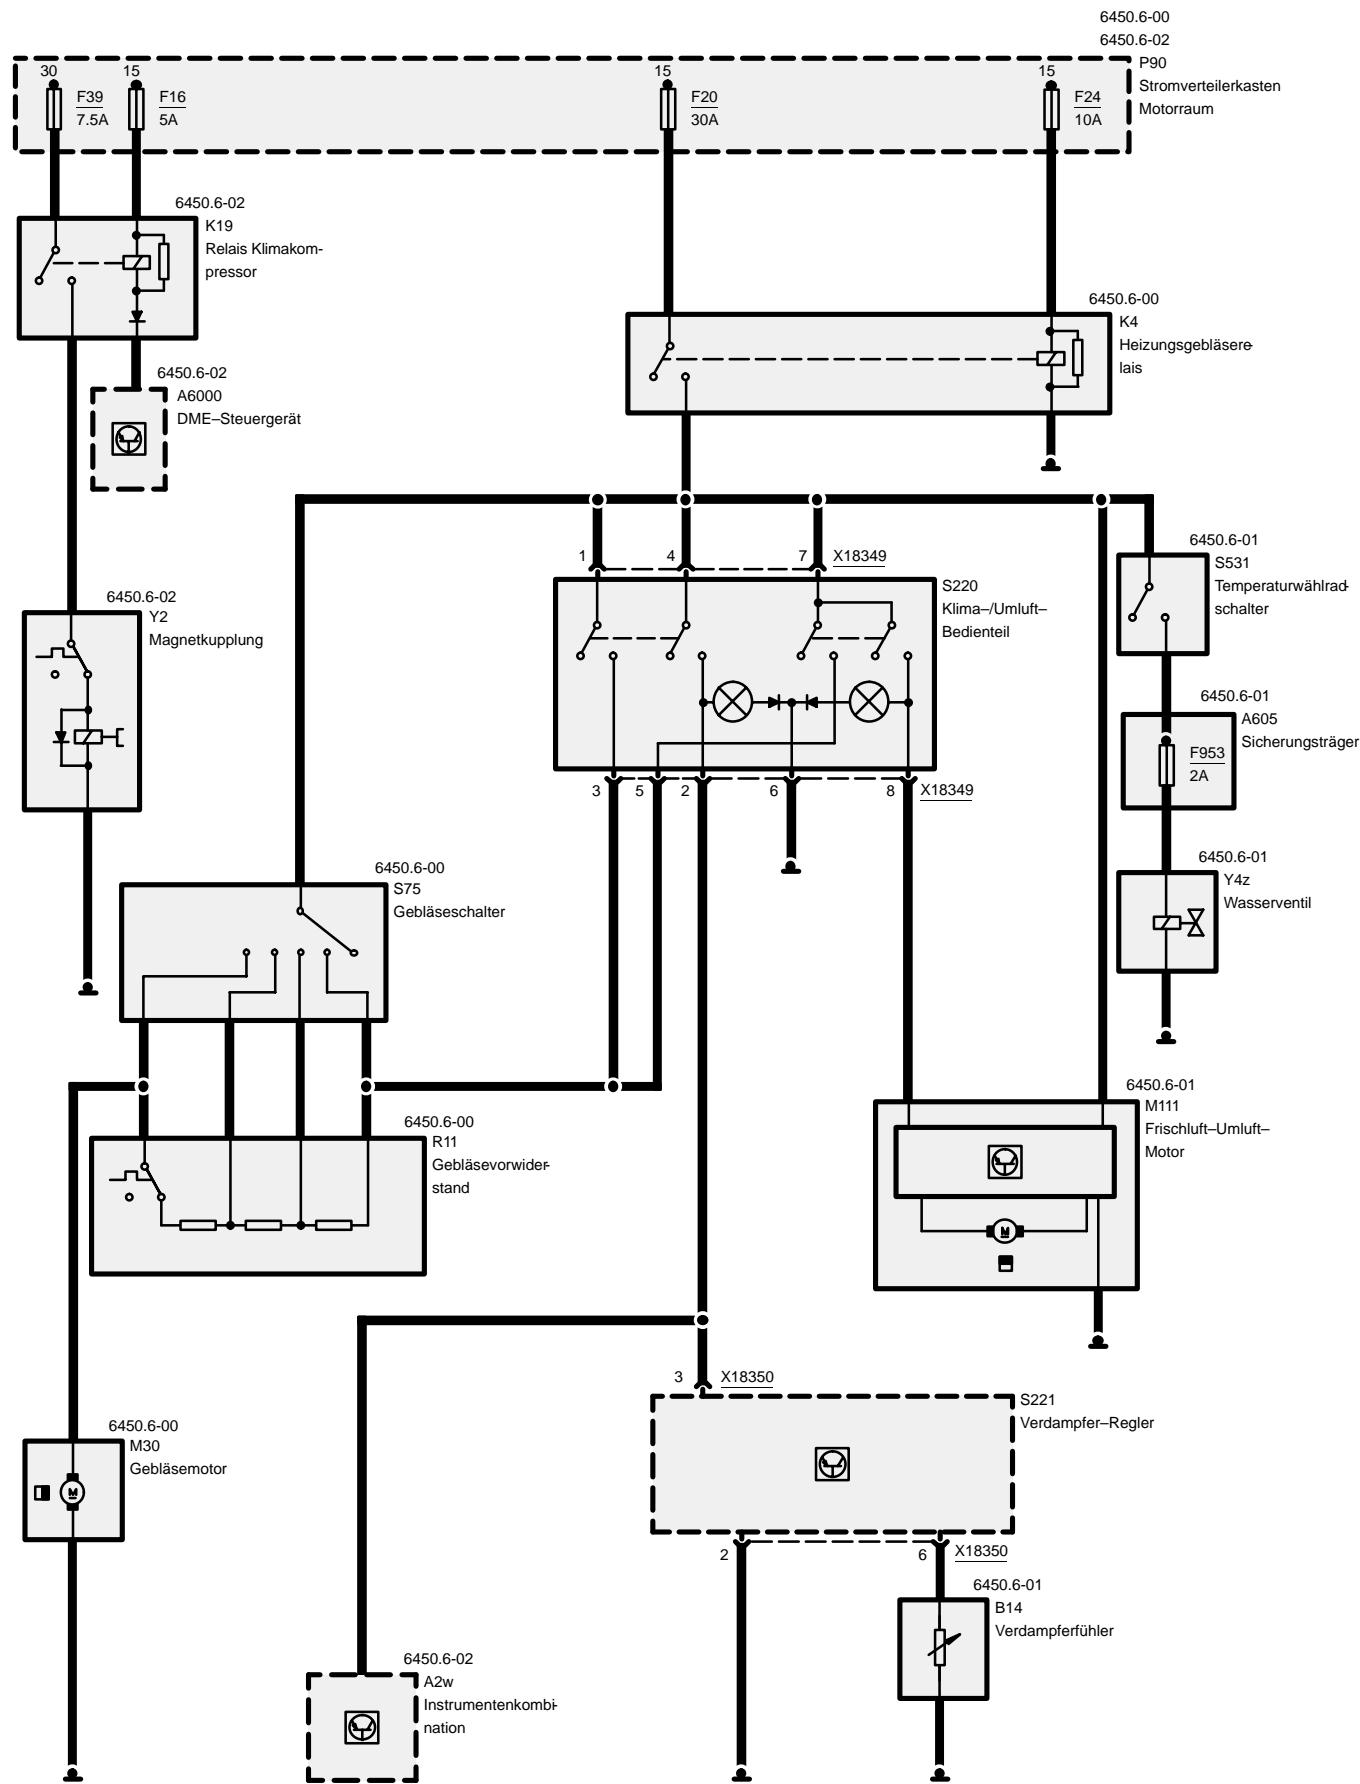 6450.6-00
6450.6-02
P90
Stromverteilerkasten
Motorraum
30
F39
7.5A
15
F16
5A
15
F20
30A
15
F24
10A
6450.6-02
K19
Relais Klimakom-
pressor
6450.6-00
K4
Heizungsgebläsere-
lais
6450.6-02
A6000
DME–Steuergerät
1
4
7
X18349
6450.6-01
S531
Temperaturwählrad-
schalter
S220
Klima–/Umluft–
Bedienteil
6450.6-02
Y2
Magnetkupplung
6450.6-01
A605
Sicherungsträger
F953
2A
3
5
2
6
8
X18349
6450.6-01
Y4z
Wasserventil
6450.6-00
S75
Gebläseschalter
6450.6-01
M111
Frischluft–Umluft–
Motor
M
6450.6-00
R11
Gebläsevorwider-
stand
3
X18350
S221
Verdampfer–Regler
6450.6-00
M30
Gebläsemotor
M
2
6
X18350
6450.6-01
B14
Verdampferfühler
6450.6-02
A2w
Instrumentenkombi-
nation